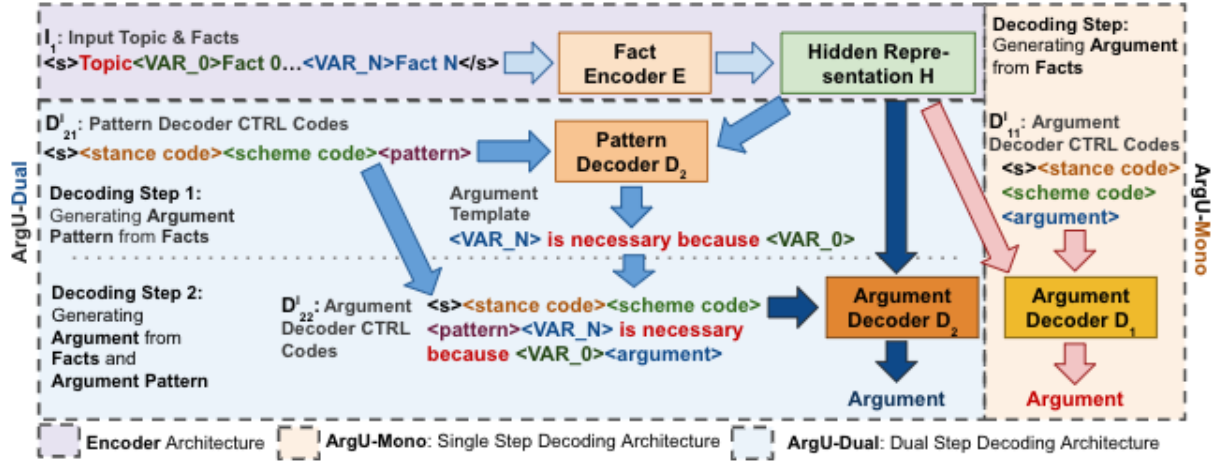 I₁: Input Topic & Facts
<s>Topic<VAR_0>Fact 0...<VAR_N>Fact N</s>
Fact
Encoder E
Hidden Repre-
sentation H
Decoding Step:
Generating Argument
from Facts
ArgU-Dual
D'₂₁: Pattern Decoder CTRL Codes
<s><stance code><scheme code><pattern>
Pattern
Decoder D₂
Decoding Step 1:
Generating Argument
Pattern from Facts
Argument
Template
<VAR_N> is necessary because <VAR_0>
D'₁₁: Argument
Decoder CTRL Codes
<s><stance code>
<scheme code>
<argument>
ArgU-Mono
Decoding Step 2:
Generating
Argument from
Facts and
Argument Pattern
D'₂₂: Argument
Decoder CTRL
Codes
<s><stance code><scheme code>
<pattern><VAR_N> is necessary
because <VAR_0><argument>
Argument
Decoder D₂
Argument
Argument
Decoder D₁
Argument
Encoder Architecture
ArgU-Mono: Single Step Decoding Architecture
ArgU-Dual: Dual Step Decoding Architecture